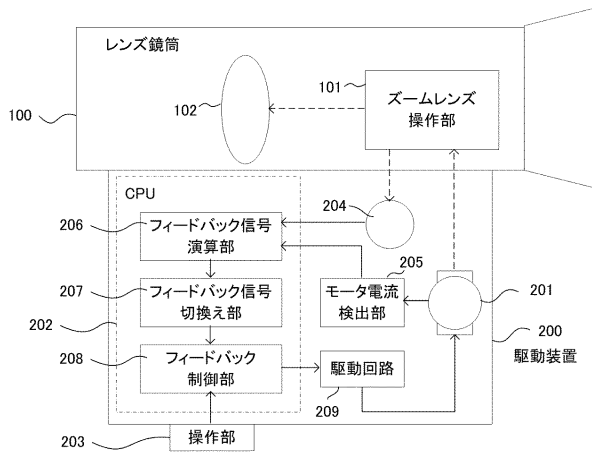 レンズ鏡筒
100
102
101
ズームレンズ
操作部
CPU
206
フィードバック信号
演算部
204
205
モータ電流
検出部
201
207
フィードバック信号
切換え部
202
200
駆動装置
208
フィードバック
制御部
駆動回路
209
203
操作部